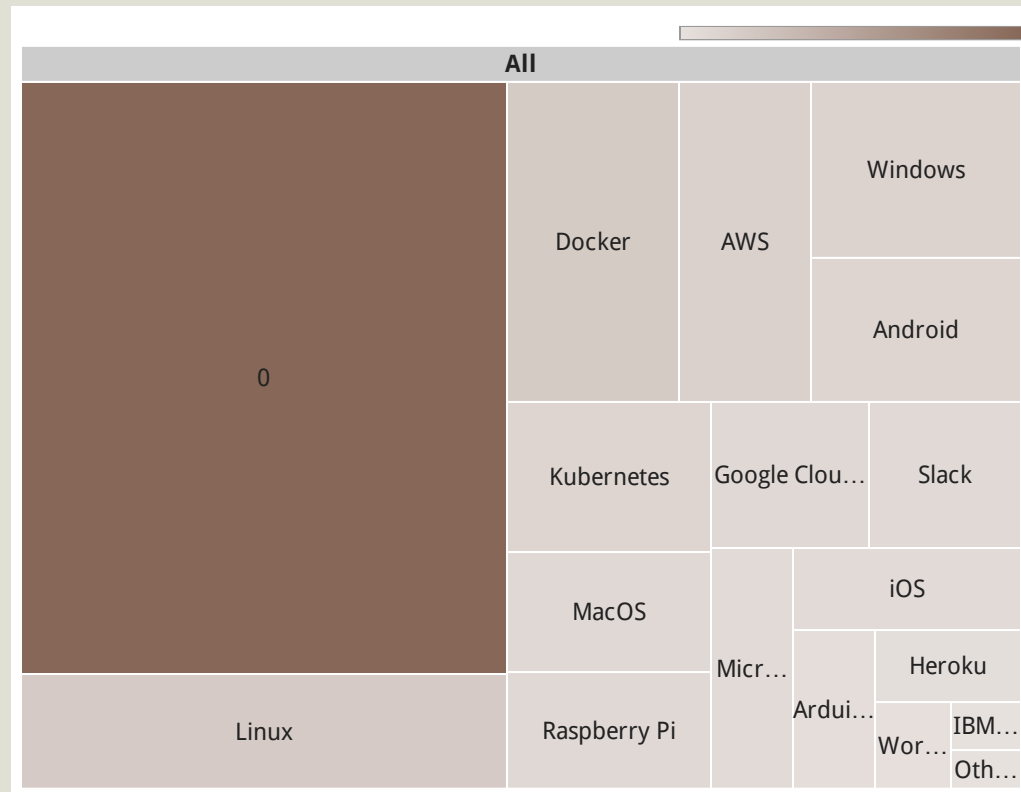 All
0
Linux
Docker
AWS
Windows
Android
Kubernetes
Google Clou...
Slack
MacOS
Raspberry Pi
Micr...
iOS
Ardui...
Heroku
Wor...
IBM...
Oth...